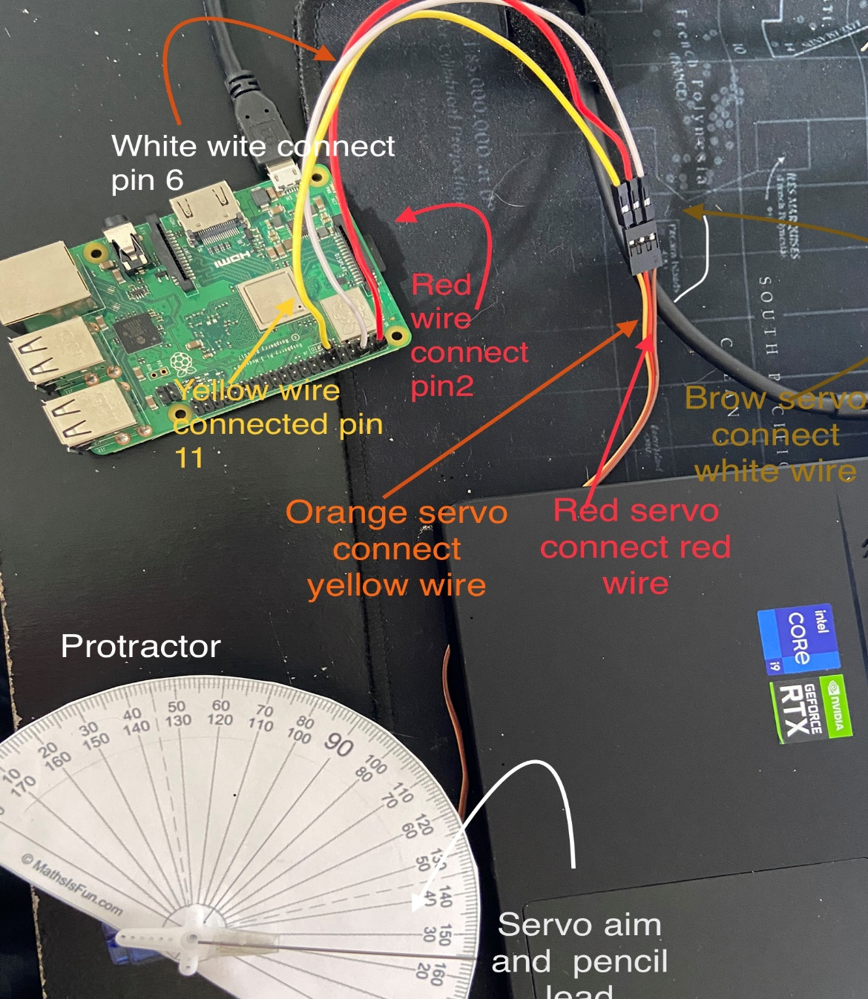 White wite connect
pin 6
Red
wire
connect
pin2
Yellow wire
connected pin
11
Brow servo
connect
white wire
Orange servo
connect
yellow wire
Red servo
connect red
wire
Protractor
Servo aim
and pencil
lead
HOMI
DISPLAY
GPIO
French Polynesia
(FRANCE)
SOUTH
intel
CORe
i9
NVIDIA
GEFORCE
RTX
10 20 30 40 50 60 70 80 90 100 110 120 130 140 150 160
170 160 150 140 130 120 110 100 80 70 60 50 40 30 20
© MathsIsFun.com